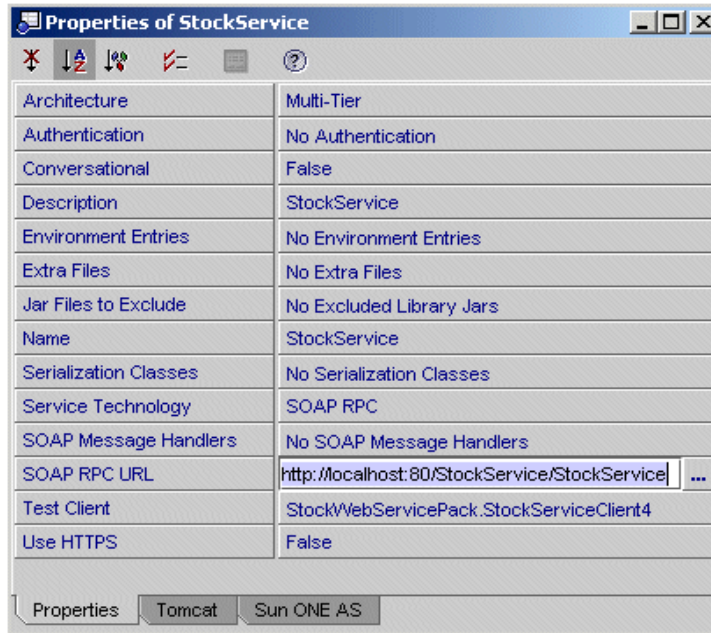 Properties of StockService
Architecture Multi-Tier
Authentication No Authentication
Conversational False
Description StockService
Environment Entries No Environment Entries
Extra Files No Extra Files
Jar Files to Exclude No Excluded Library Jars
Name StockService
Serialization Classes No Serialization Classes
Service Technology SOAP RPC
SOAP Message Handlers No SOAP Message Handlers
SOAP RPC URL http://localhost:80/StockService/StockService ...
Test Client StockWebServicePack.StockServiceClient4
Use HTTPS False
Properties Tomcat Sun ONE AS